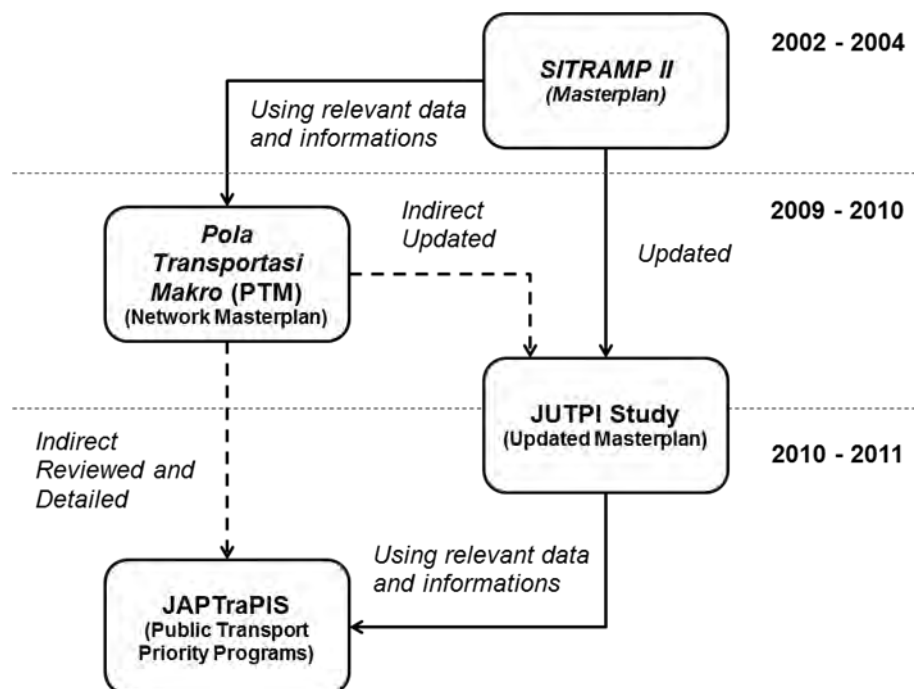 2002 - 2004
SITRAMP II
(Masterplan)
Using relevant data
and informations
2009 - 2010
Pola
Transportasi
Makro (PTM)
(Network Masterplan)
Indirect
Updated
Updated
JUTPI Study
(Updated Masterplan)
2010 - 2011
Indirect
Reviewed and
Detailed
Using relevant data
and informations
JAPTraPIS
(Public Transport
Priority Programs)